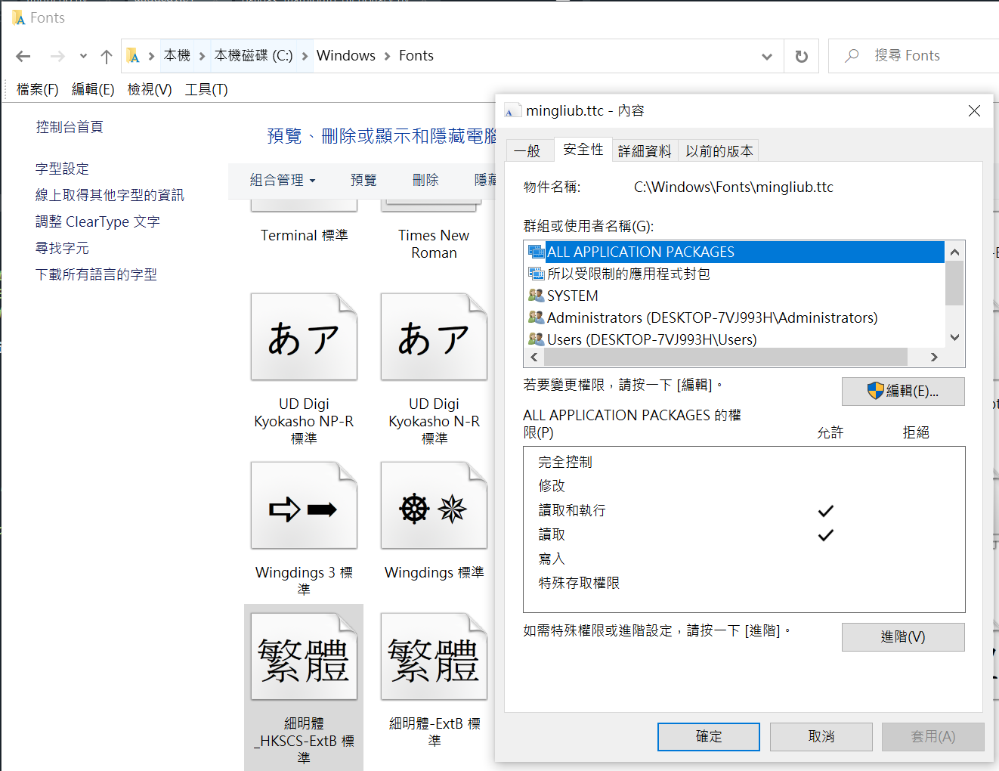 Fonts
本機
本機磁碟 (C:)
Windows
Fonts
搜尋 Fonts
檔案(F)
編輯(E)
檢視(V)
工具(T)
控制台首頁
字型設定
線上取得其他字型的資訊
調整 ClearType 文字
尋找字元
下載所有語言的字型
預覽、刪除或顯示和隱藏電腦
組合管理
預覽
刪除
隱藏
Terminal 標準
Times New
Roman
あア
UD Digi
Kyokasho NP-R
標準
あア
UD Digi
Kyokasho N-R
標準
Wingdings 3 標
準
Wingdings 標準
繁體
細明體
_HKSCS-ExtB 標
準
繁體
細明體-ExtB 標
準
mingliub.ttc - 內容
一般
安全性
詳細資料
以前的版本
物件名稱:
C:\Windows\Fonts\mingliub.ttc
群組或使用者名稱(G):
ALL APPLICATION PACKAGES
所以受限制的應用程式封包
SYSTEM
Administrators (DESKTOP-7VJ993H\Administrators)
Users (DESKTOP-7VJ993H\Users)
若要變更權限，請按一下 [編輯]。
編輯(E)...
ALL APPLICATION PACKAGES 的權
限(P)
允許
拒絕
完全控制
修改
讀取和執行
讀取
寫入
特殊存取權限
如需特殊權限或進階設定，請按一下 [進階]。
進階(V)
確定
取消
套用(A)